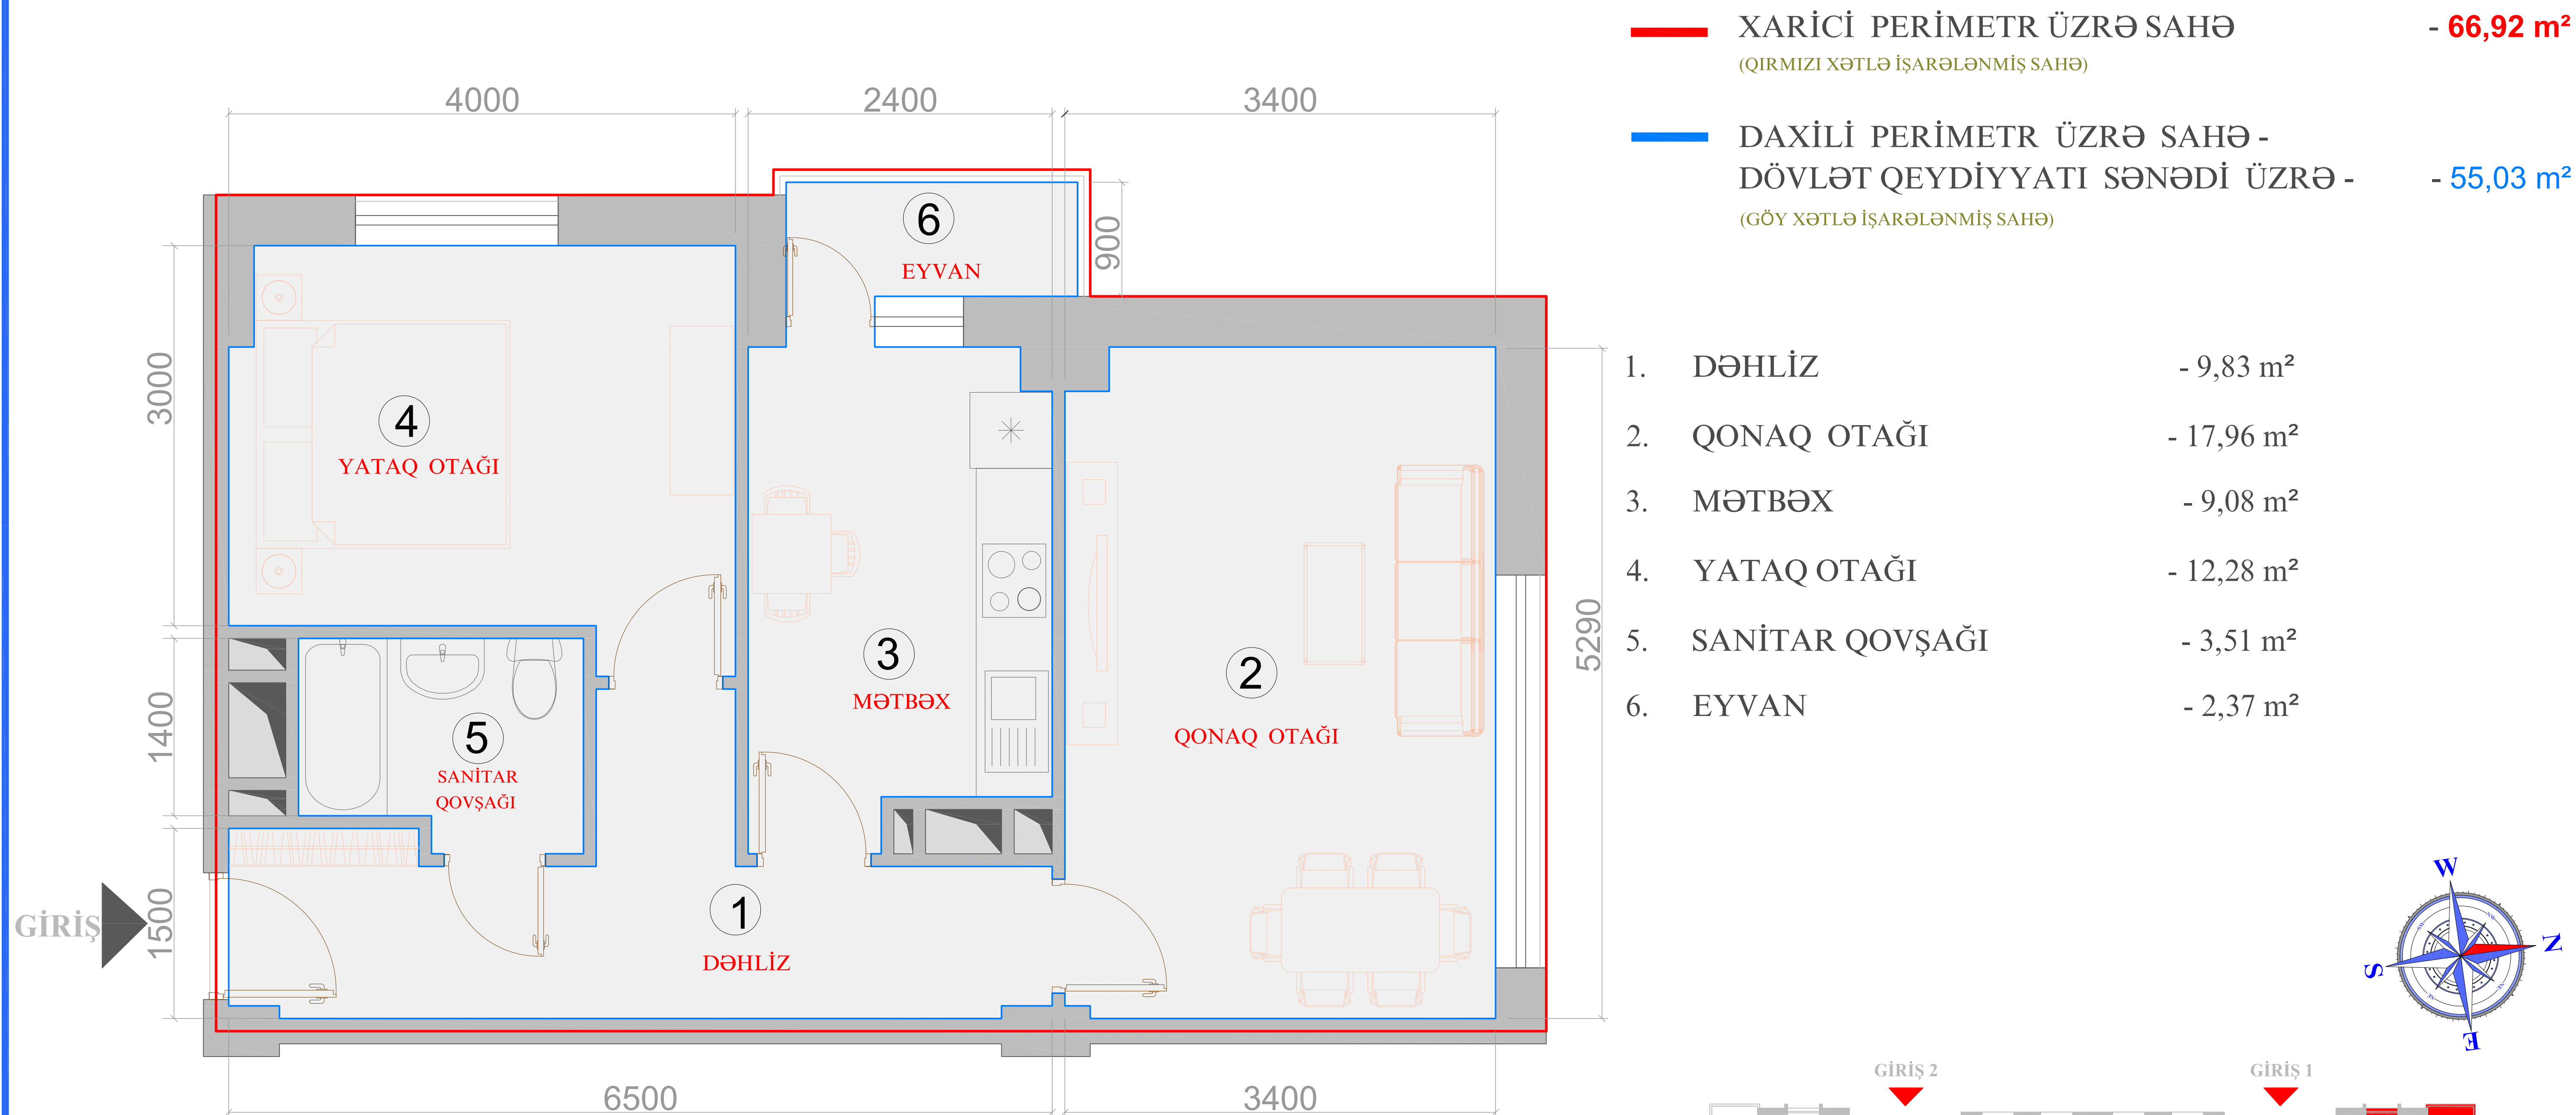 XARİCİ PERİMETR ÜZRƏ SAHƏ - 66,92 m²
(QIRMIZI XƏTLƏ İŞARƏLƏNMİŞ SAHƏ)
DAXİLİ PERİMETR ÜZRƏ SAHƏ -
DÖVLƏT QEYDİYYATI SƏNƏDİ ÜZRƏ - - 55,03 m²
(GÖY XƏTLƏ İŞARƏLƏNMİŞ SAHƏ)
4000
2400
3400
6
EYVAN
900
3000
4
YATAQ OTAĞI
1400
5
SANİTAR
QOVŞAĞI
3
MƏTBƏX
2
QONAQ OTAĞI
5290
GİRİŞ
1500
1
DƏHLİZ
6500
3400
1. DƏHLİZ - 9,83 m²
2. QONAQ OTAĞI - 17,96 m²
3. MƏTBƏX - 9,08 m²
4. YATAQ OTAĞI - 12,28 m²
5. SANİTAR QOVŞAĞI - 3,51 m²
6. EYVAN - 2,37 m²
W
N
S
E
GİRİŞ 2
GİRİŞ 1